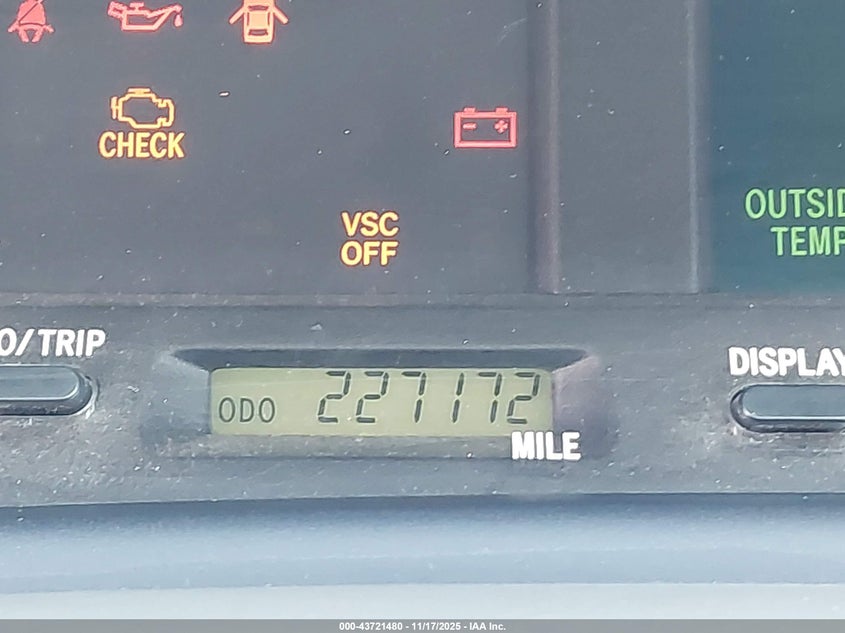 CHECK
VSC
OFF
OUTSID
TEMP
O/TRIP
DISPLAY
ODO 227172
MILE
000-43721480 - 11/17/2025 - IAA Inc.